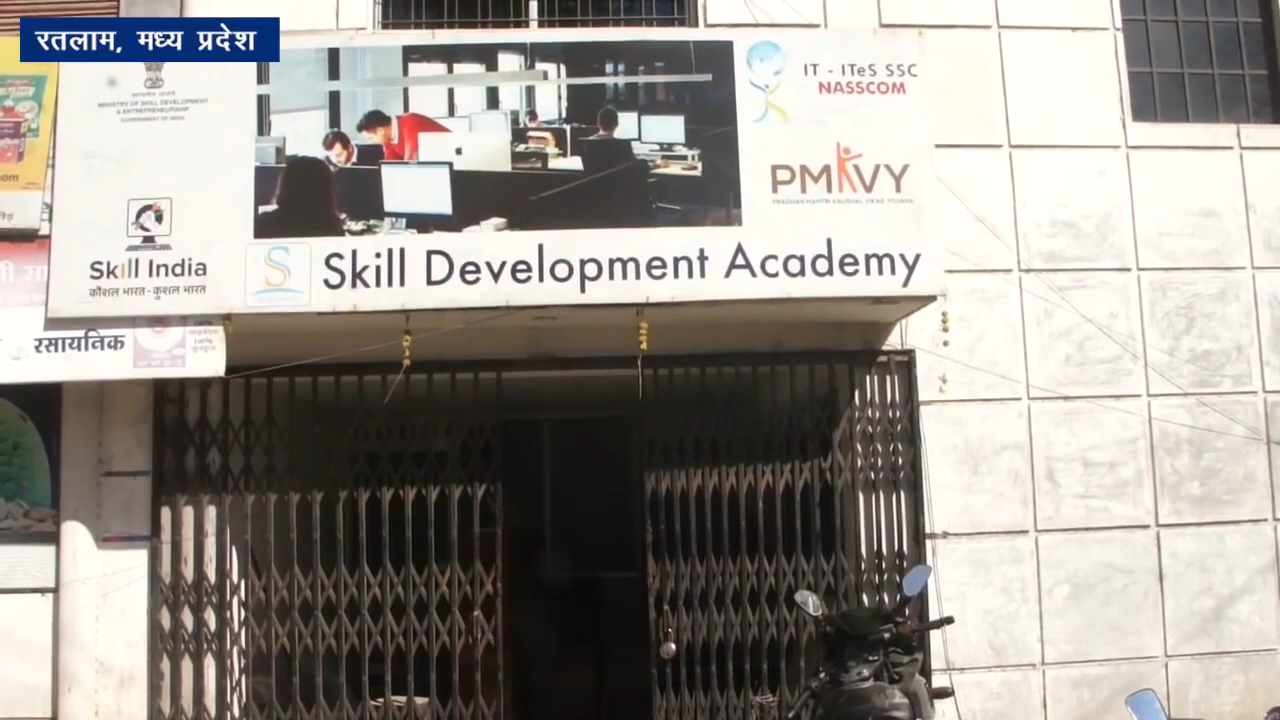 रतलाम, मध्य प्रदेश
MINISTRY OF SKILL DEVELOPMENT
& ENTREPRENEURSHIP
GOVERNMENT OF INDIA
IT - ITeS SSC
NASSCOM
PMKVY
PRADHAN MANTRI KAUSHAL VIKAS YOJANA
Skill India
कौशल भारत - कुशल भारत
Skill Development Academy
रसायनिक